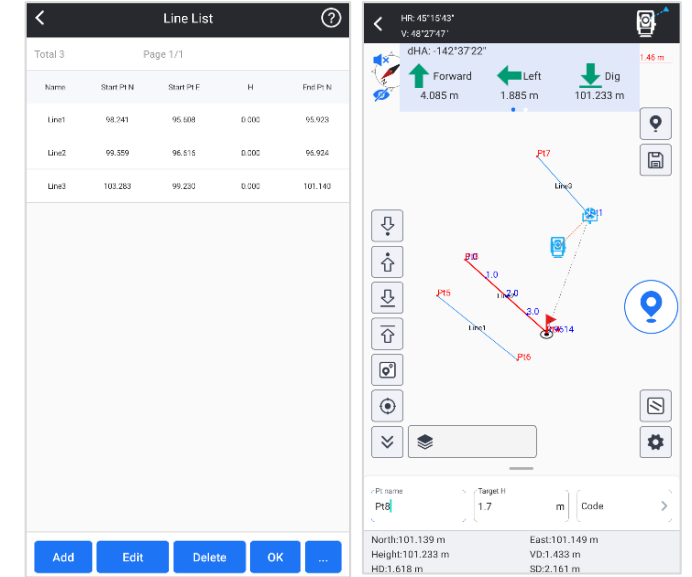 Line List
Total 3 Page 1/1
Name Start Pt N Start Pt E H End Pt N
Line1 98.241 95.608 0.000 95.923
Line2 99.559 96.616 0.000 96.924
Line3 103.283 99.230 0.000 101.140
Add Edit Delete OK ...
HR: 45°15'43"
V: 48°27'47"
dHA: -142°37'22"
1.46 m
Forward Left Dig
4.085 m 1.885 m 101.233 m
Pt7
Line3
1.0
Pt5 2.0
3.0
Line1
Pt6
Pt name Target H
Pt8 1.7 m Code
North:101.139 m East:101.149 m
Height:101.233 m VD:1.433 m
HD:1.618 m SD:2.161 m